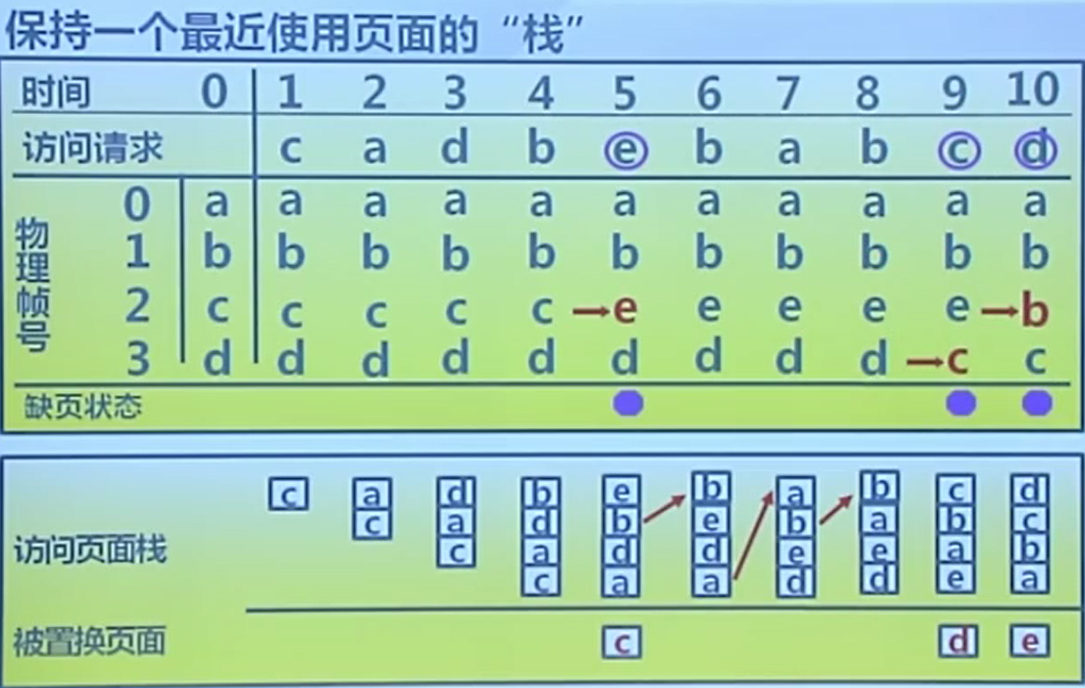 保持一个最近使用页面的“栈”
时间 0 1 2 3 4 5 6 7 8 9 10
访问请求 c a d b e b a b c d
物理帧号
0 a a a a a a a a a a a
1 b b b b b b b b b b b
2 c c c c c →e e e e e →b
3 d d d d d d d d d →c c
缺页状态
访问页面栈
c a d b e b a b c d
c a d b e b a b c
c a d d e e a b
c a a d d e a
被置换页面 c d e